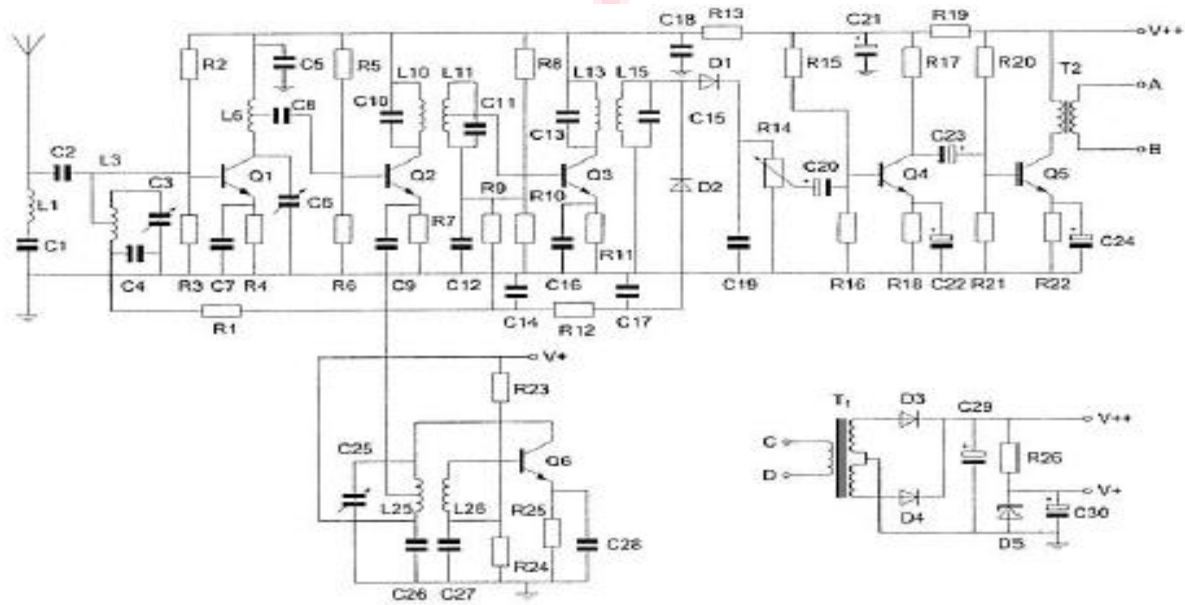 C18 R13 C21 R19 V++
R2 C5 R5 L10 L11 R8 L13 L15 D1 R15 R17 R20 T2
L6 C8 C10 C11 C13 C15 A
C2 L3 R14 C20 C23 B
C3 Q1 C6 Q2 R9 Q3 D2 Q4 Q5
L1 R7 R10 R11
C1 C24
C4 R3 C7 R4 R6 C9 C12 C16 C19 R16 R18 C22 R21 R22
R1 C14 R12 C17
V+
R23
D3 C29
T1 V++
C25 C Q6 R26
D V+
L25 L26 R25 D4 C30
C28 D5
R24
C26 C27